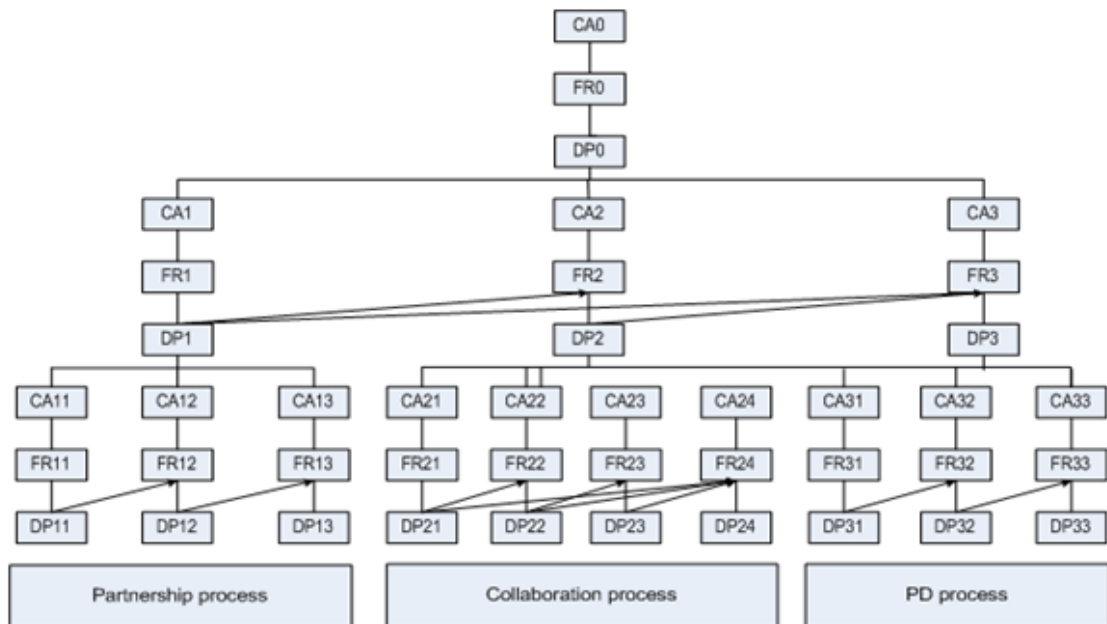 CA0
FR0
DP0
CA1 CA2 CA3
FR1 FR2 FR3
DP1 DP2 DP3
CA11 CA12 CA13 CA21 CA22 CA23 CA24 CA31 CA32 CA33
FR11 FR12 FR13 FR21 FR22 FR23 FR24 FR31 FR32 FR33
DP11 DP12 DP13 DP21 DP22 DP23 DP24 DP31 DP32 DP33
Partnership process Collaboration process PD process